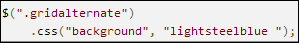 $(".gridalternate")
    .css("background", "lightsteelblue ");